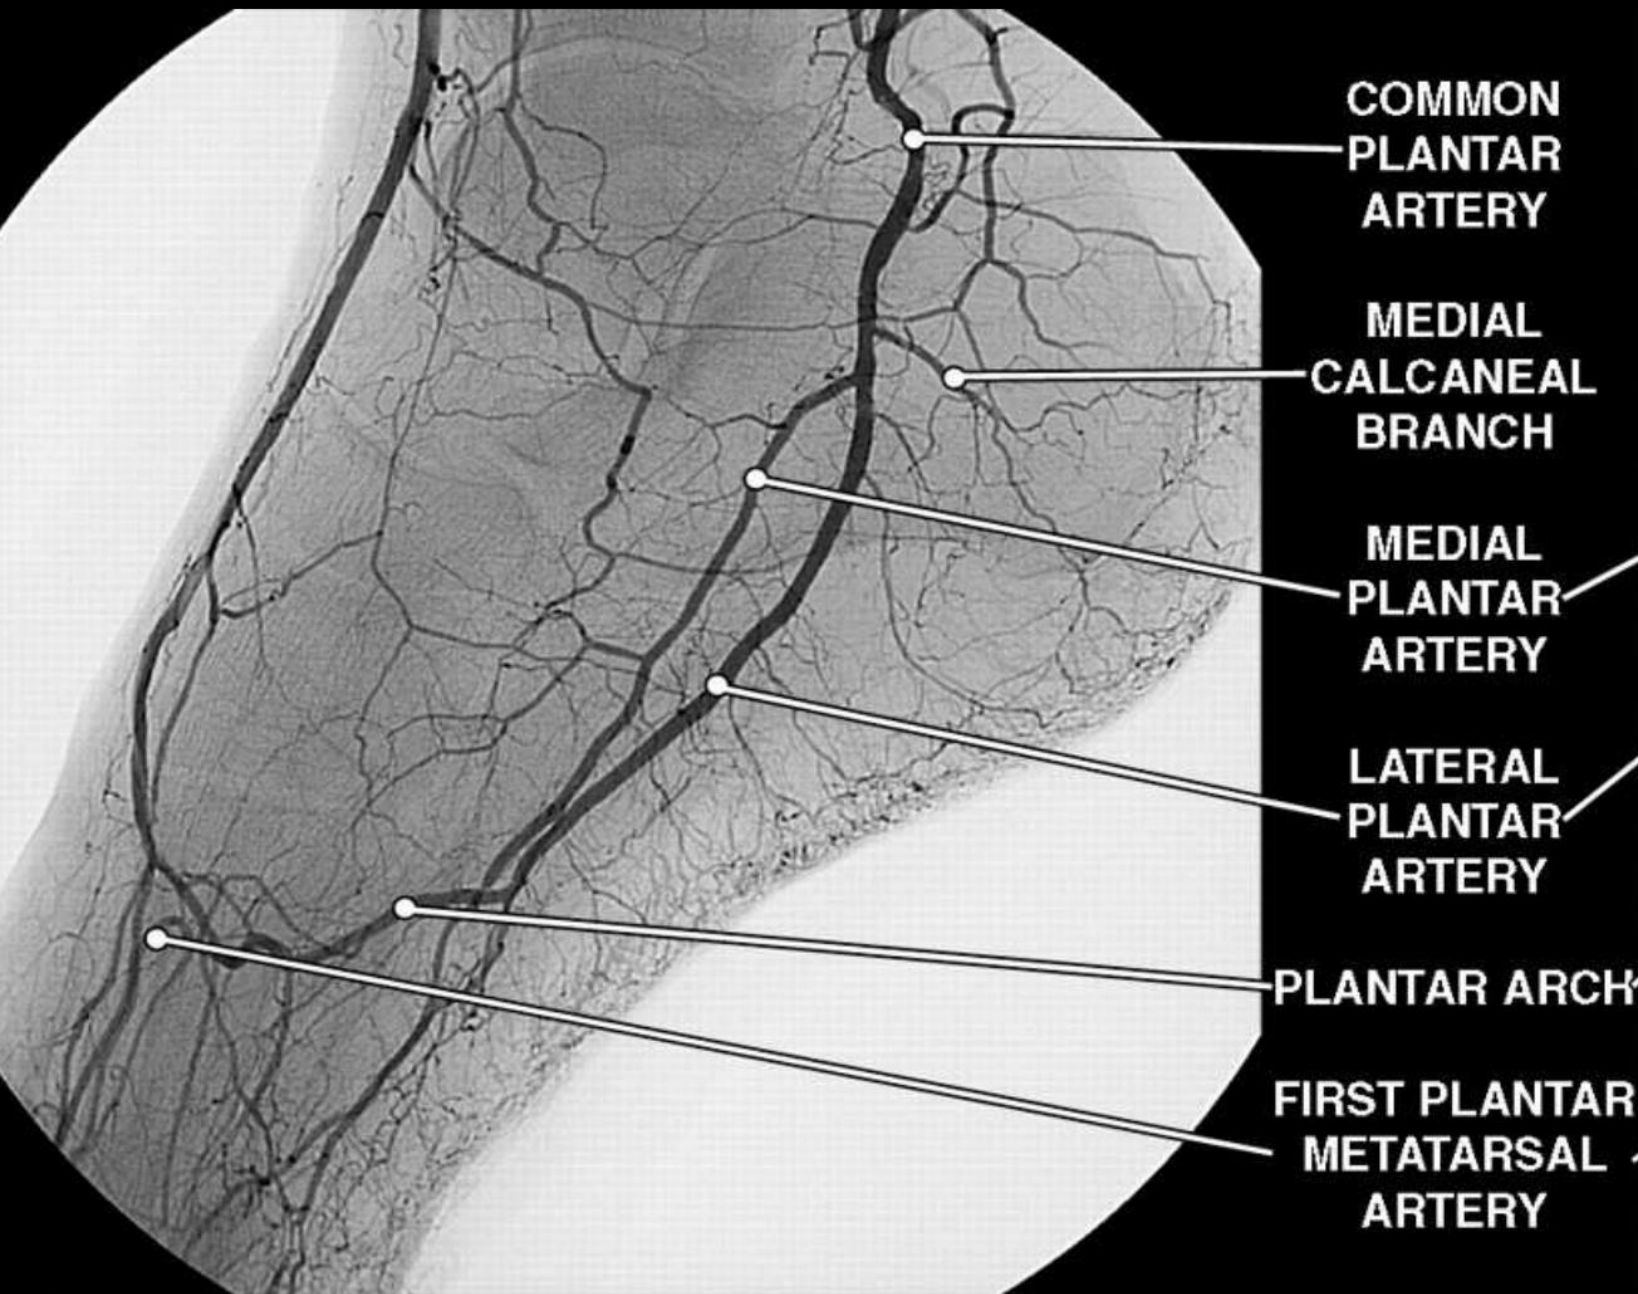 COMMON
PLANTAR
ARTERY
MEDIAL
CALCANEAL
BRANCH
MEDIAL
PLANTAR
ARTERY
LATERAL
PLANTAR
ARTERY
PLANTAR ARCH
FIRST PLANTAR
METATARSAL
ARTERY